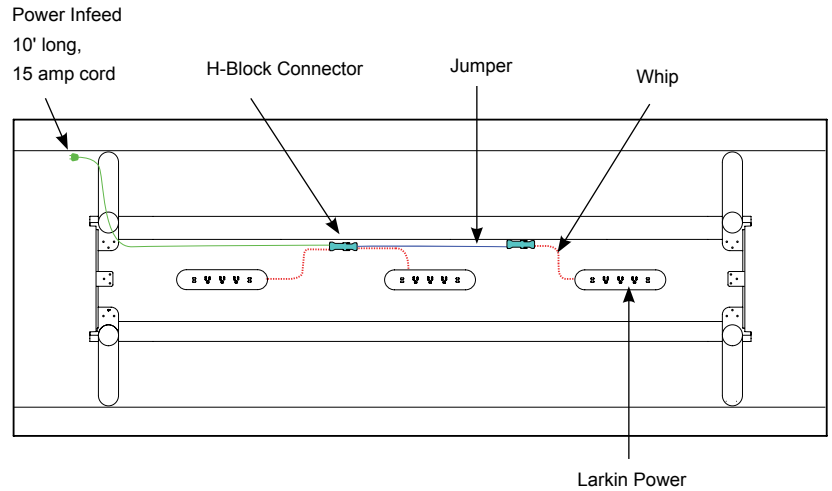 Power Infeed
10' long,
15 amp cord
H-Block Connector
Jumper
Whip
Larkin Power